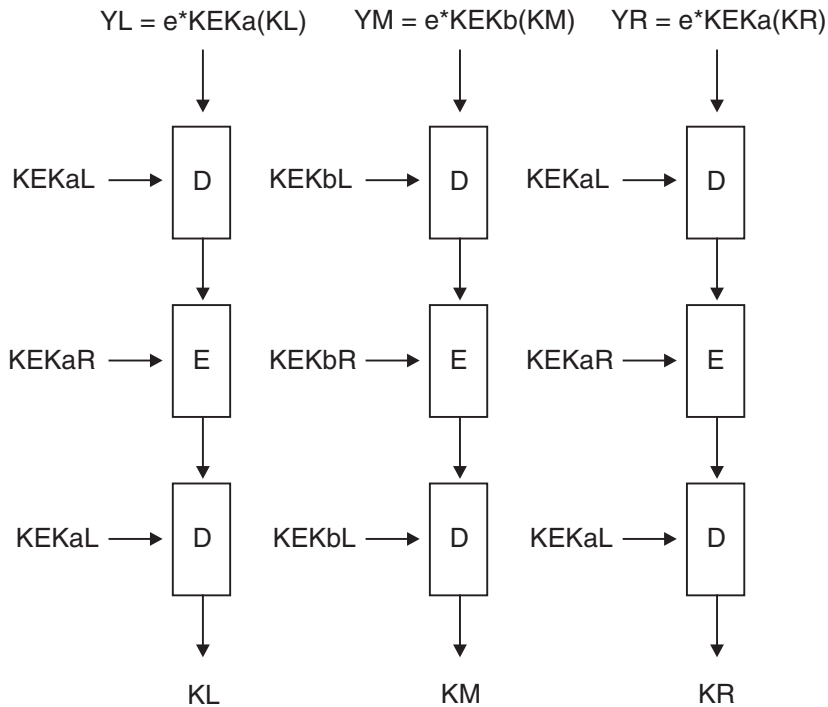 YL = e*KEKa(KL) YM = e*KEKb(KM) YR = e*KEKa(KR)
KEKaL D KEKbL D KEKaL D
KEKaR E KEKbR E KEKaR E
KEKaL D KEKbL D KEKaL D
KL KM KR